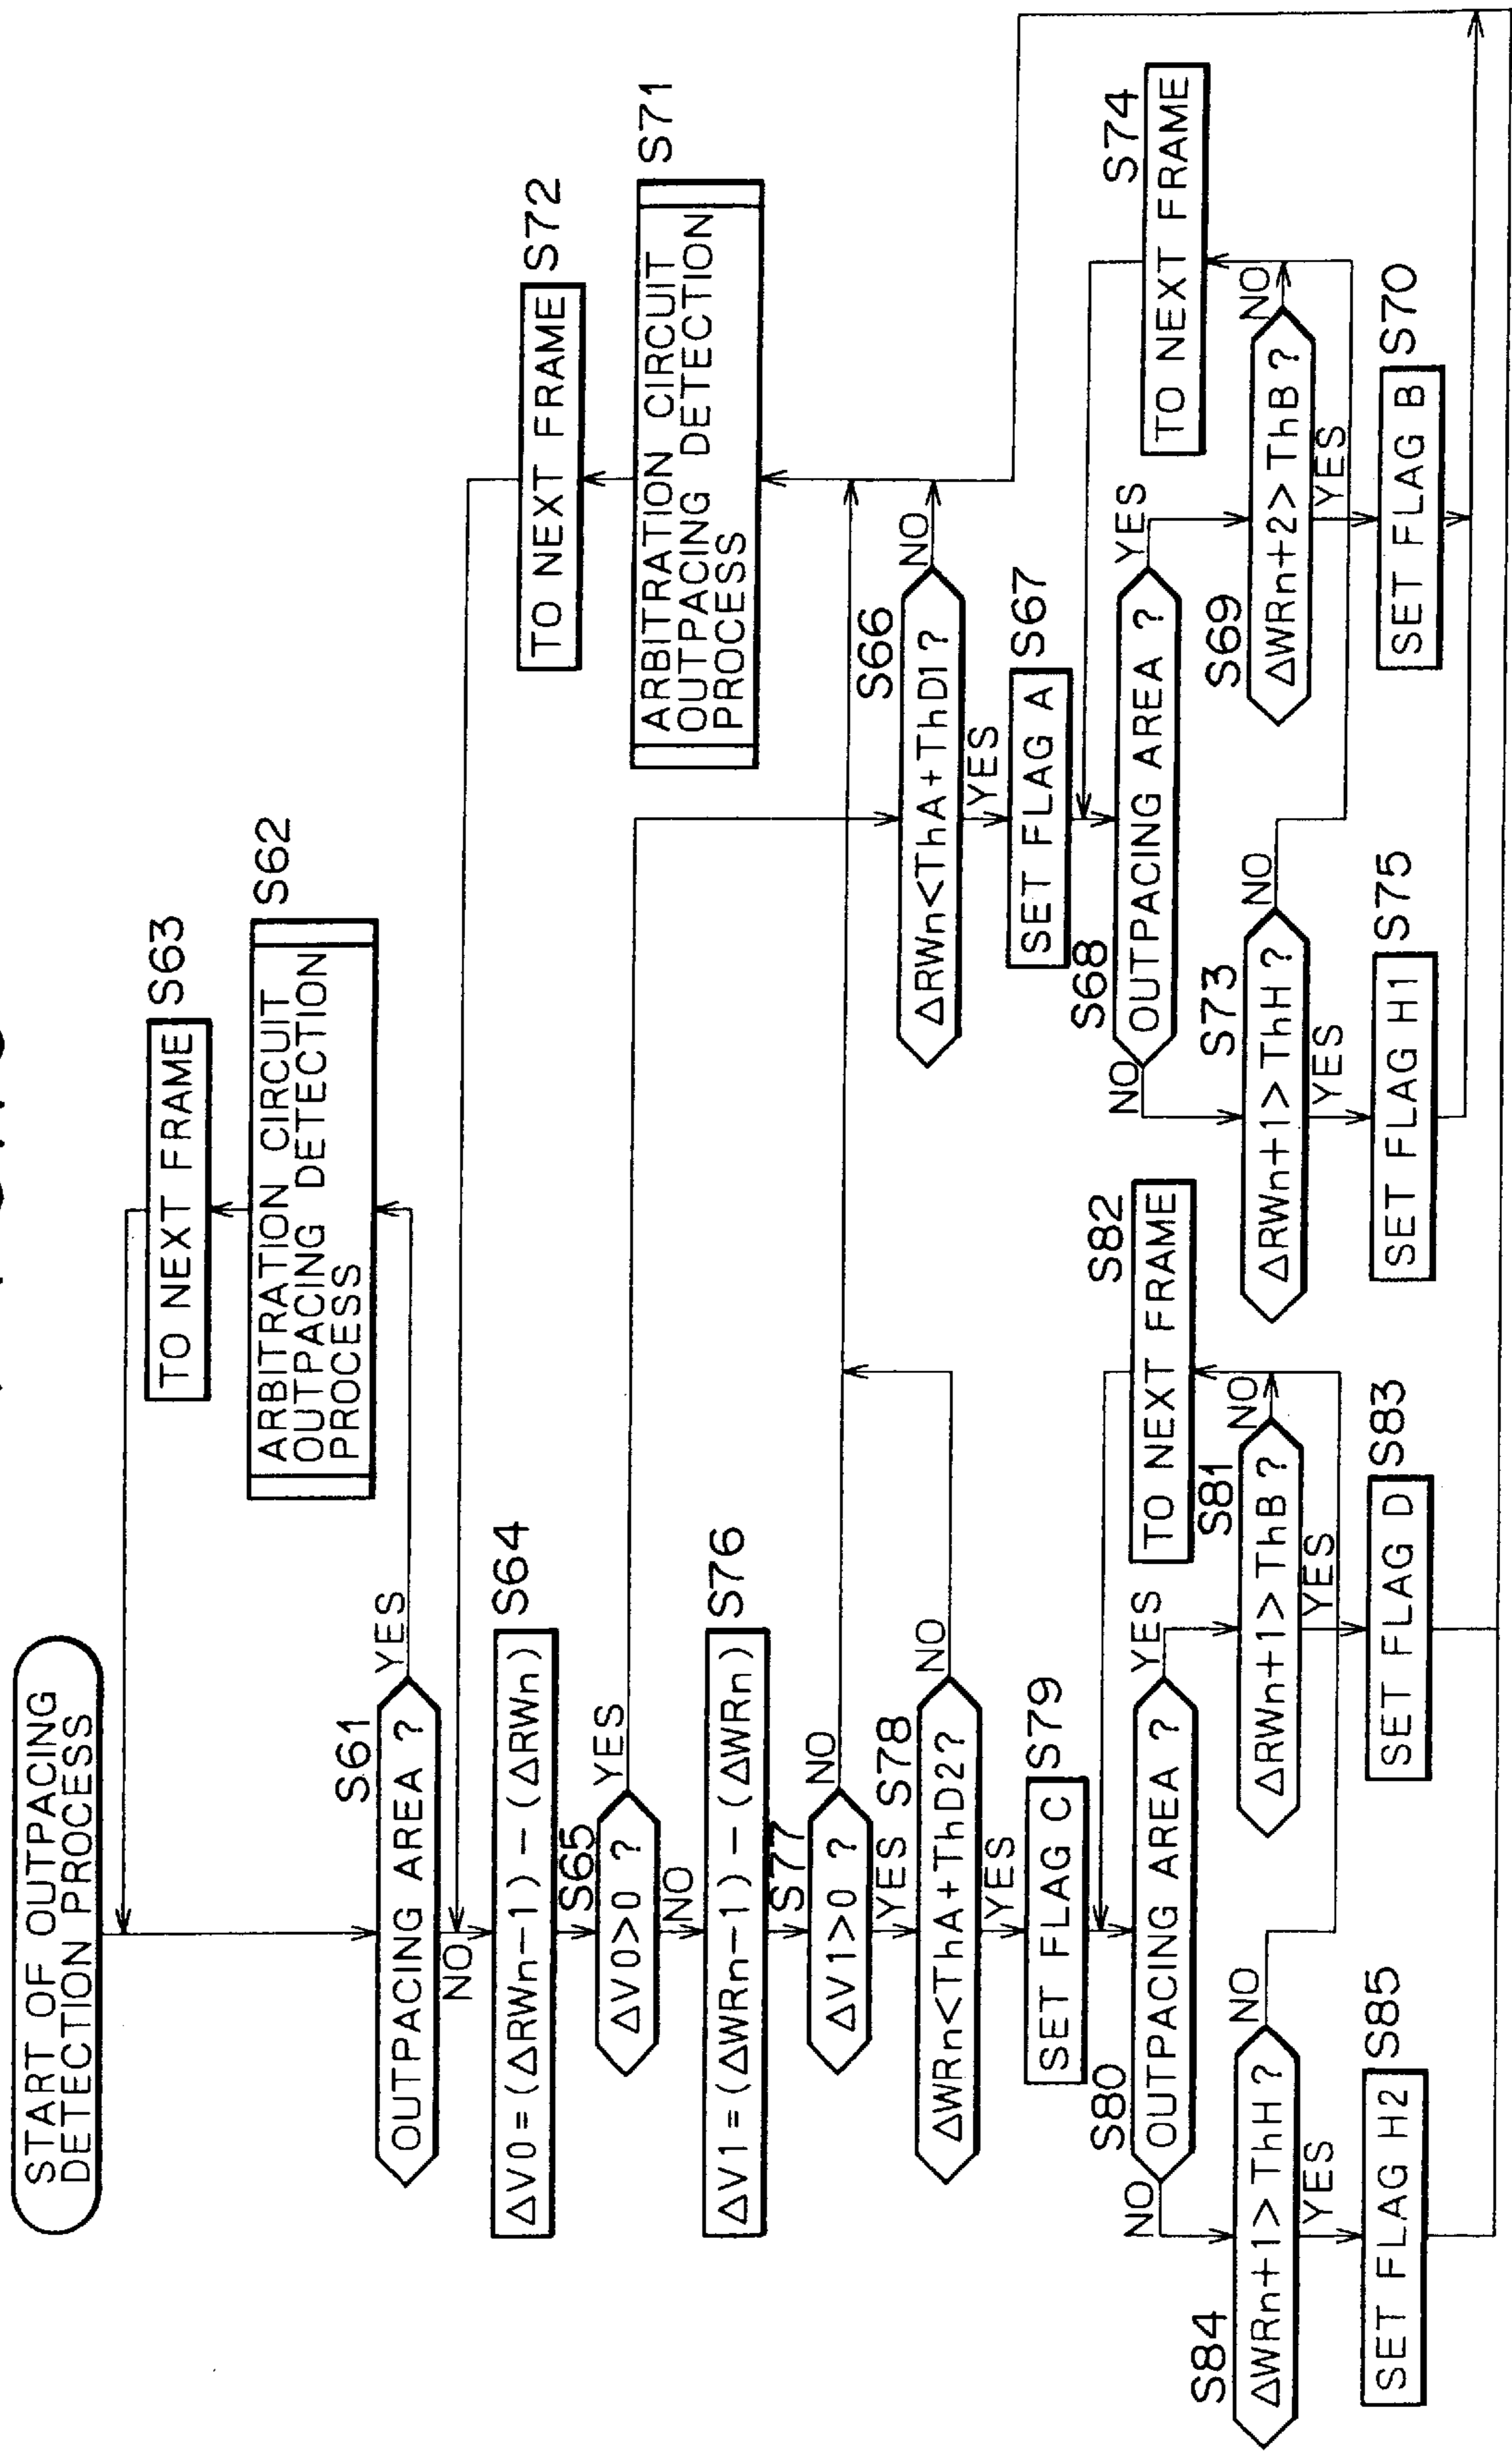 START OF OUTPACING
DETECTION PROCESS
TO NEXT FRAME
S63
ARBITRATION CIRCUIT
OUTPACING DETECTION
PROCESS
S62
S61
OUTPACING AREA ?
YES
NO
ΔV0=(ΔRWn−1)−(ΔRWn)
S64
S65
ΔV0>0 ?
YES
NO
ΔV1=(ΔWRn−1)−(ΔWRn)
S76
S77
ΔV1>0 ?
NO
YES
S78
ΔWRn<ThA+ThD2?
NO
YES
SET FLAG C
S79
S80
OUTPACING AREA ?
YES
NO
TO NEXT FRAME
S82
S81
ΔRWn+1>ThB ?
NO
YES
SET FLAG D
S83
S84
ΔWRn+1>ThH ?
NO
YES
SET FLAG H2
S85
TO NEXT FRAME
S72
ARBITRATION CIRCUIT
OUTPACING DETECTION
PROCESS
S71
S66
ΔRWn<ThA+ThD1?
NO
YES
SET FLAG A
S67
S68
OUTPACING AREA ?
YES
NO
TO NEXT FRAME
S74
S69
ΔWRn+2>ThB ?
NO
YES
SET FLAG B
S70
S73
ΔRWn+1>ThH ?
NO
YES
SET FLAG H1
S75